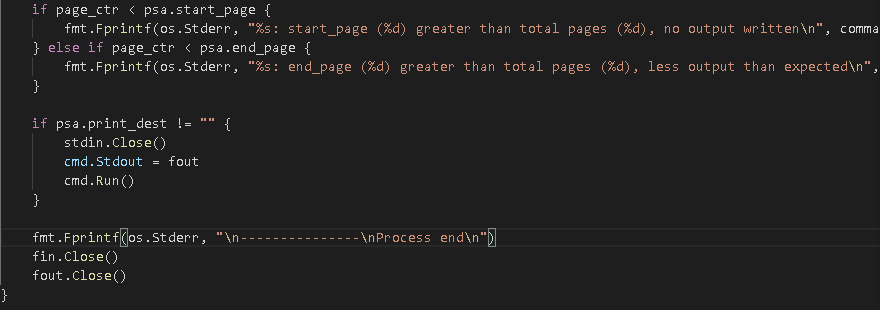 if page_ctr < psa.start_page {
fmt.Fprintf(os.Stderr, "%s: start_page (%d) greater than total pages (%d), no output written\n", comma
} else if page_ctr < psa.end_page {
fmt.Fprintf(os.Stderr, "%s: end_page (%d) greater than total pages (%d), less output than expected\n",
}
if psa.print_dest != "" {
stdin.Close()
cmd.Stdout = fout
cmd.Run()
}
fmt.Fprintf(os.Stderr, "\n---------------\nProcess end\n")
fin.Close()
fout.Close()
}